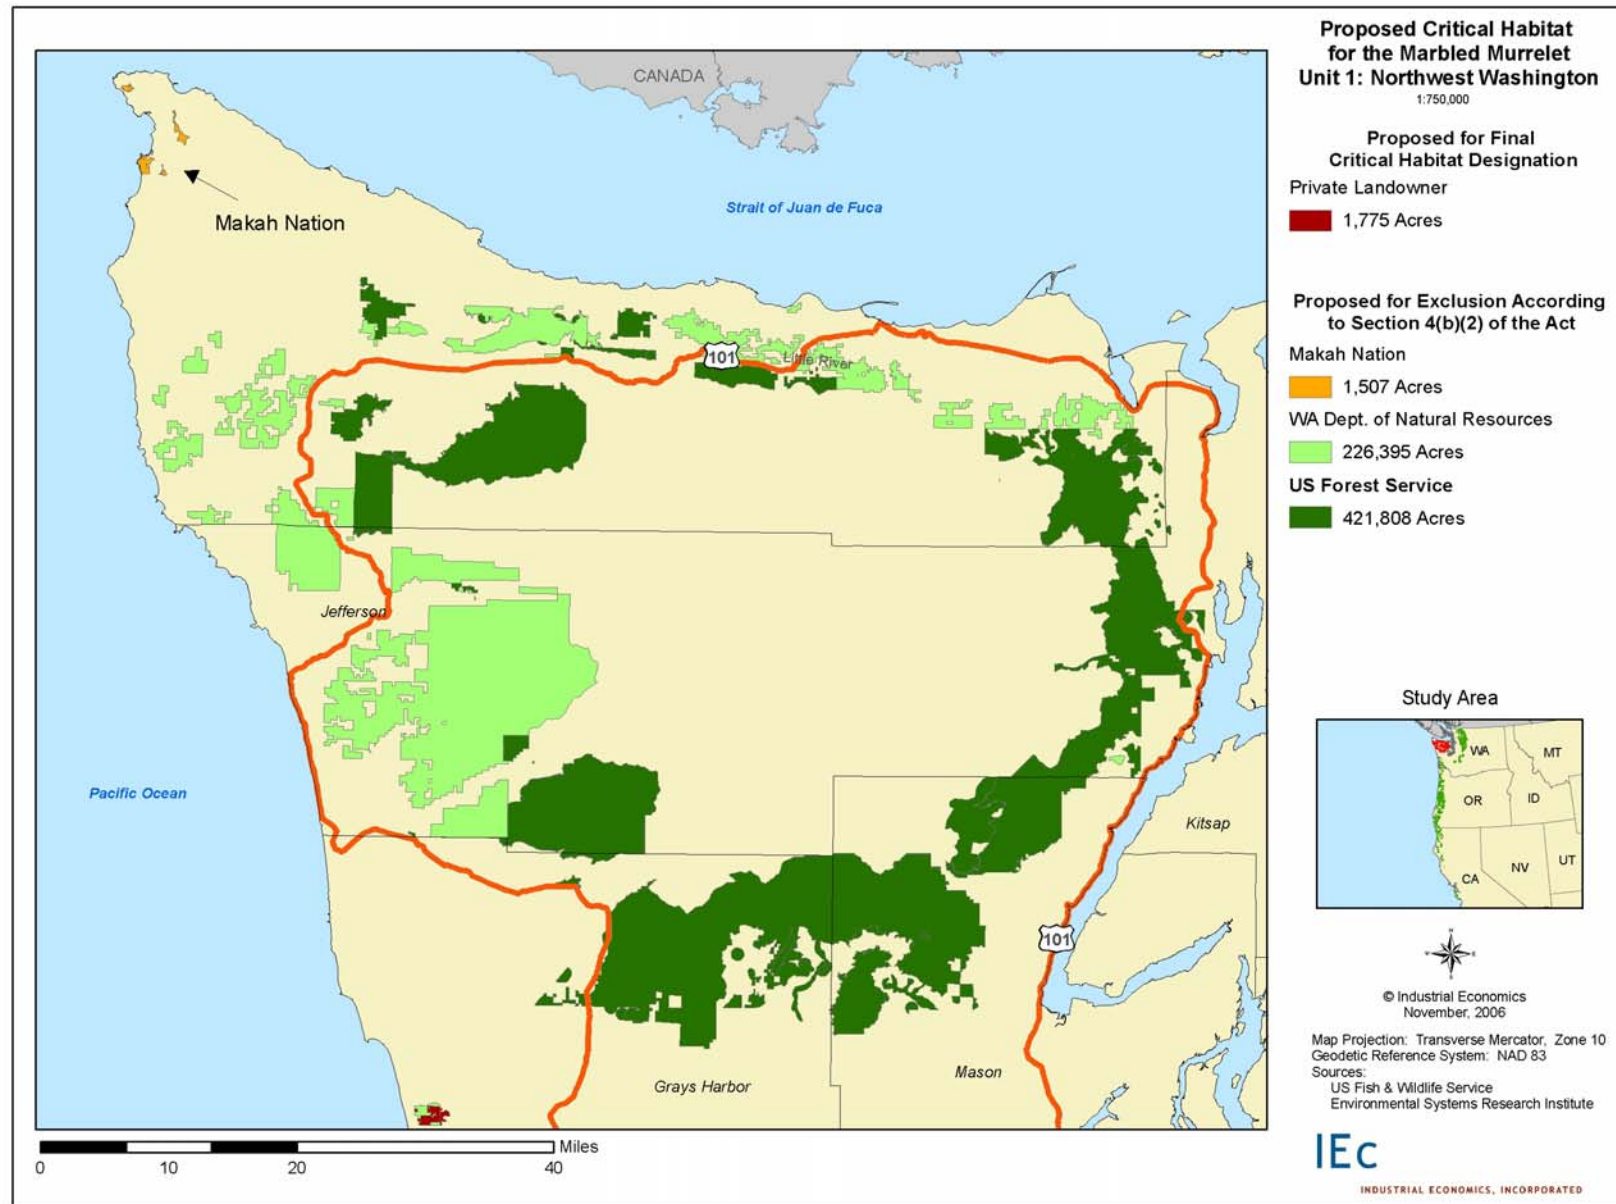 Proposed Critical Habitat
for the Marbled Murrelet
Unit 1: Northwest Washington
1:750,000
Proposed for Final
Critical Habitat Designation
Private Landowner
1,775 Acres
Proposed for Exclusion According
to Section 4(b)(2) of the Act
Makah Nation
1,507 Acres
WA Dept. of Natural Resources
226,395 Acres
US Forest Service
421,808 Acres
CANADA
Strait of Juan de Fuca
Makah Nation
101
Little River
Jefferson
Pacific Ocean
Kitsap
101
Mason
Grays Harbor
Miles
0 10 20 40
Study Area
WA MT
OR ID
CA NV UT
N
W E
S
© Industrial Economics
November, 2006
Map Projection: Transverse Mercator, Zone 10
Geodetic Reference System: NAD 83
Sources:
US Fish & Wildlife Service
Environmental Systems Research Institute
IEc
INDUSTRIAL ECONOMICS, INCORPORATED